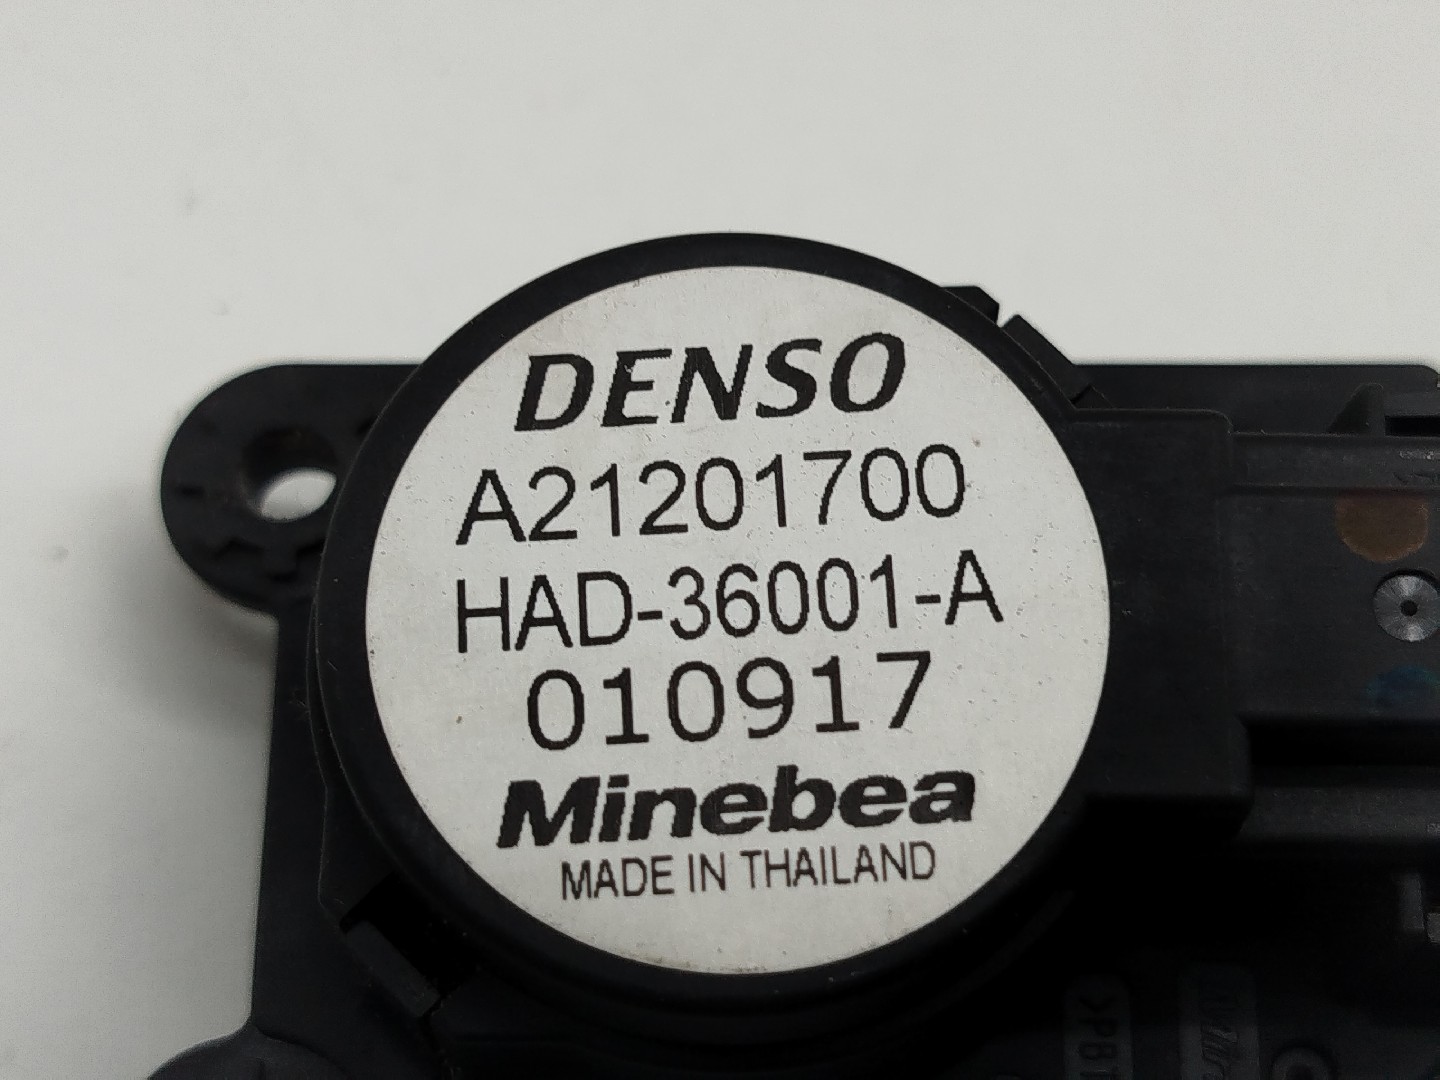 DENSO
A21201700
HAD-36001-A
010917
Minebea
MADE IN THAILAND